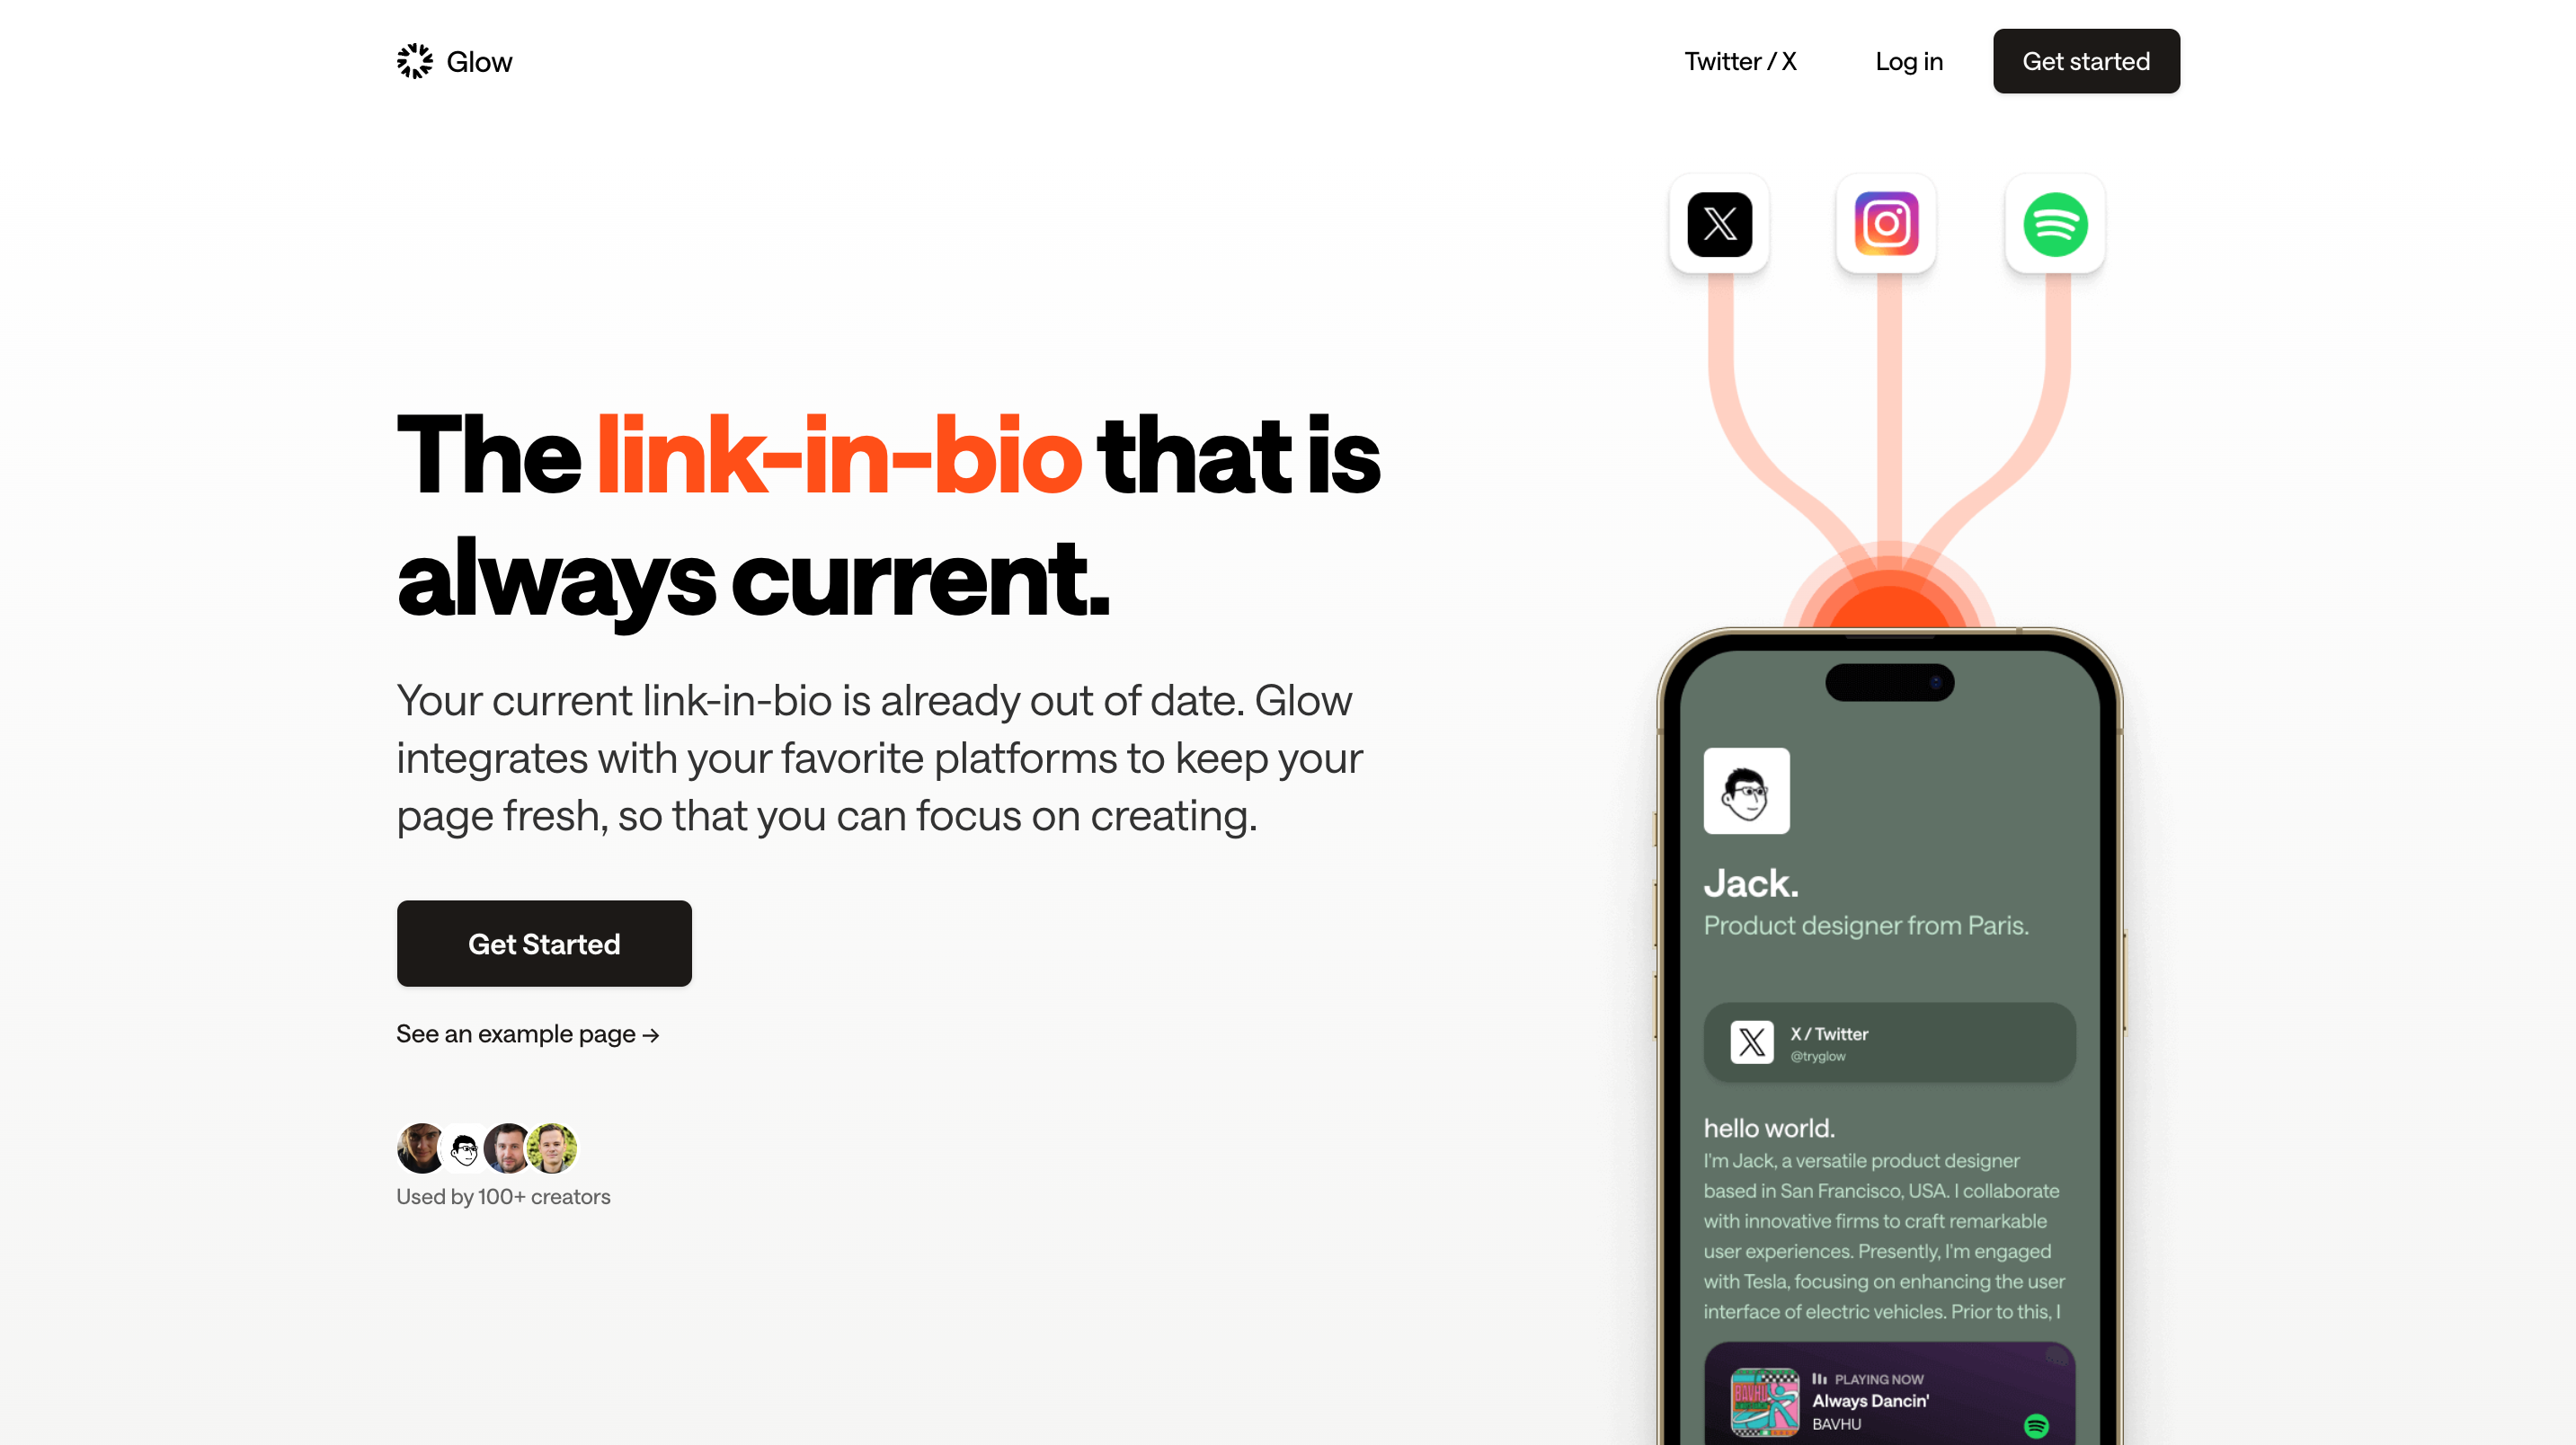 Glow
Twitter / X
Log in
Get started
The link-in-bio that is
always current.
Your current link-in-bio is already out of date. Glow
integrates with your favorite platforms to keep your
page fresh, so that you can focus on creating.
Get Started
See an example page →
Used by 100+ creators
Jack.
Product designer from Paris.
X / Twitter
@tryglow
hello world.
I'm Jack, a versatile product designer
based in San Francisco, USA. I collaborate
with innovative firms to craft remarkable
user experiences. Presently, I'm engaged
with Tesla, focusing on enhancing the user
interface of electric vehicles. Prior to this, I
BAVHU
PLAYING NOW
Always Dancin'
BAVHU